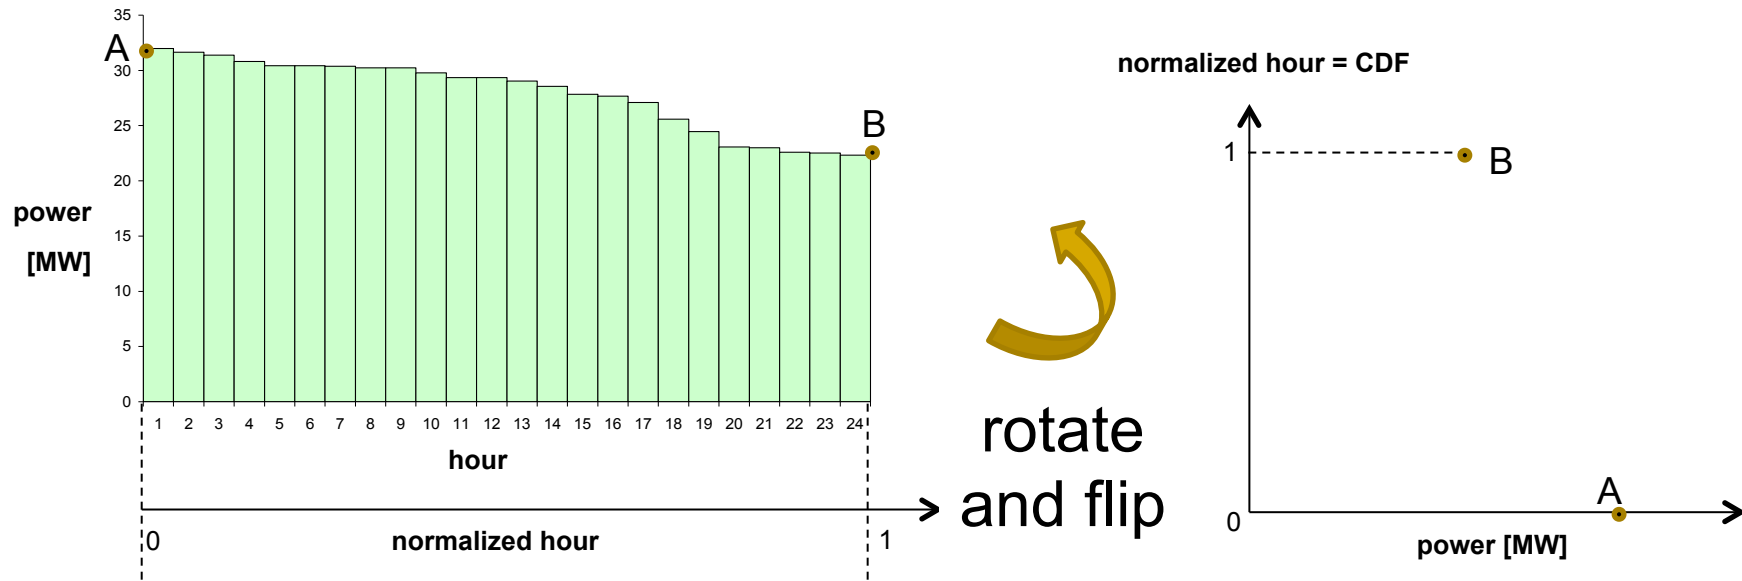 35
30
25
20
15
10
5
0
power
[MW]
A
B
1 2 3 4 5 6 7 8 9 10 11 12 13 14 15 16 17 18 19 20 21 22 23 24
hour
0 normalized hour 1
rotate
and flip
normalized hour = CDF
1
B
A
0
power [MW]